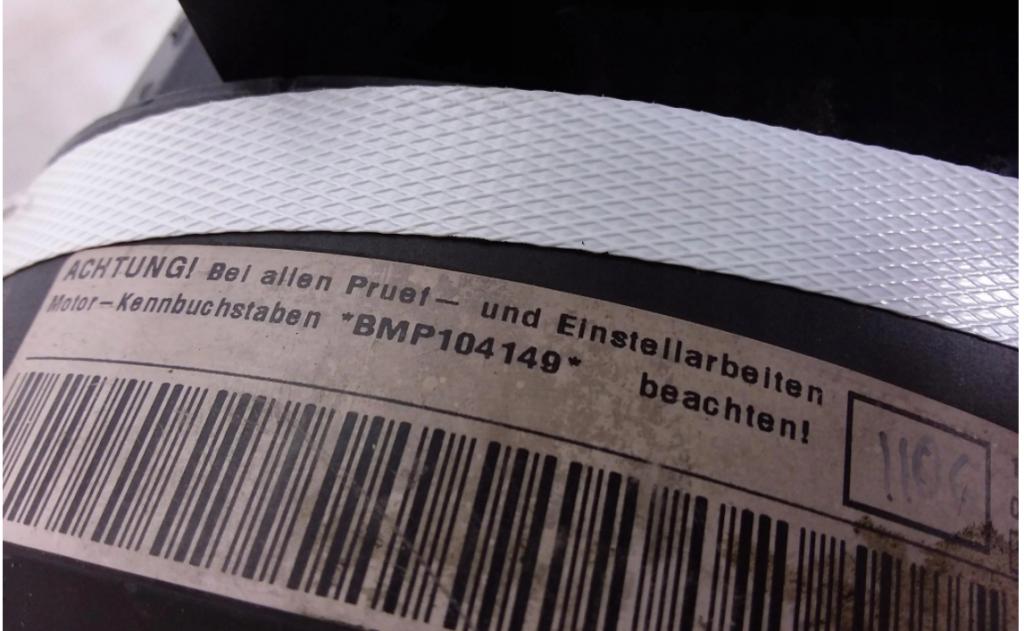 ACHTUNG! Bei allen Pruef- und Einstellarbeiten
Motor-Kennbuchstaben *BMP104149* beachten!